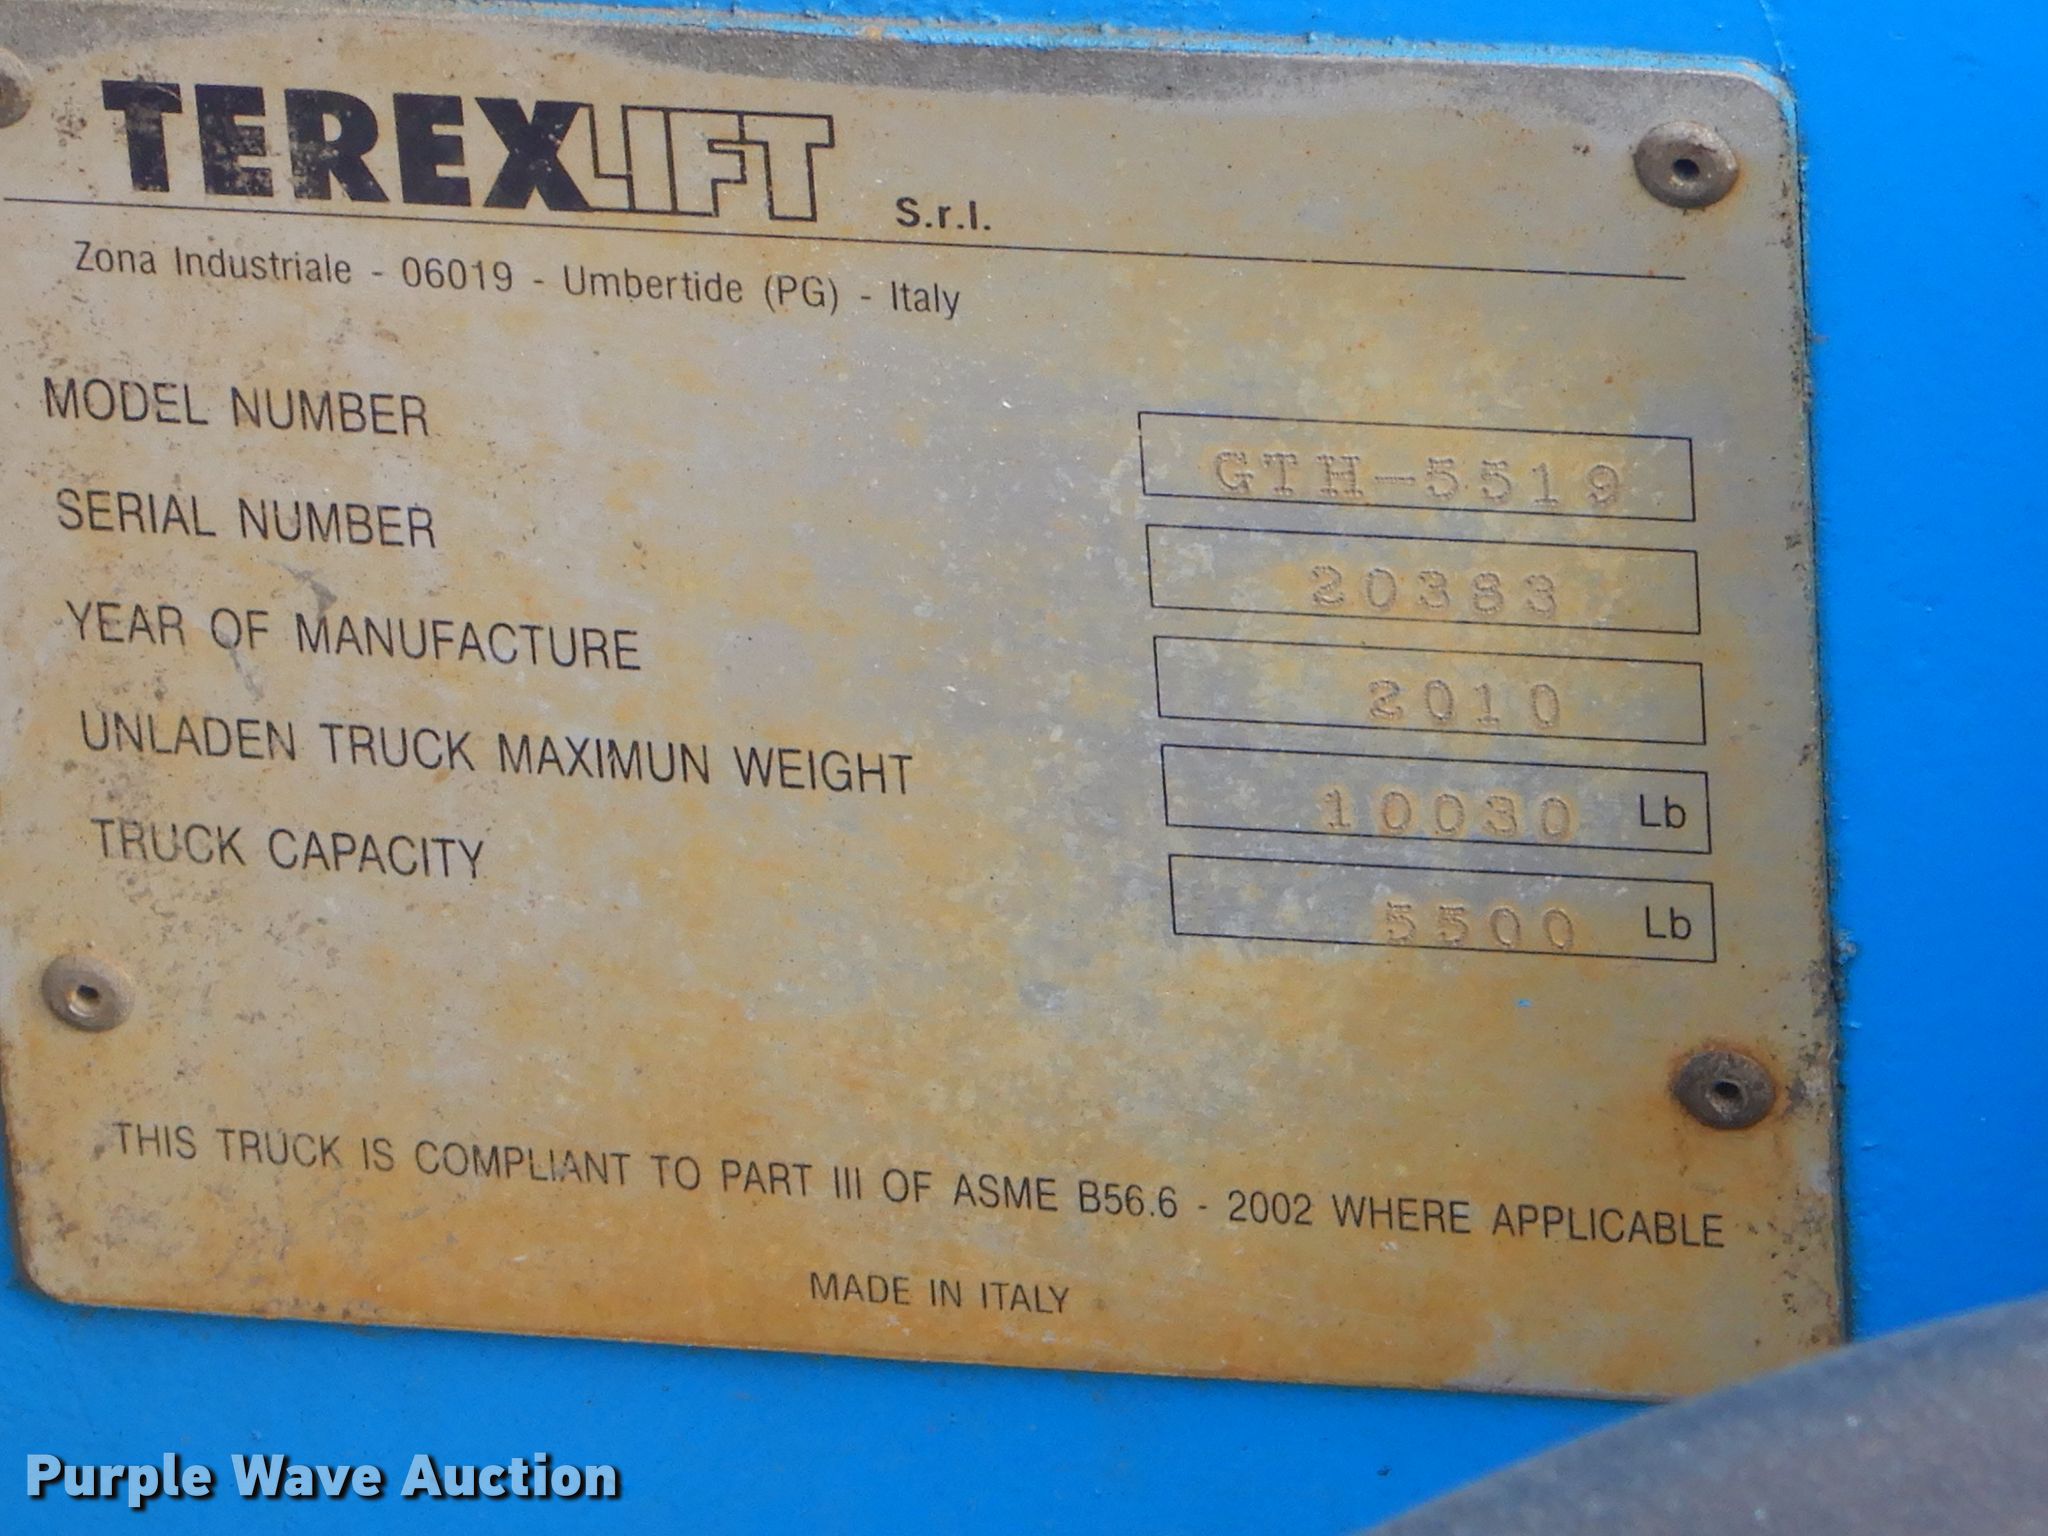 TEREXLIFT S.r.l.
Zona Industriale - 06019 - Umbertide (PG) - Italy
MODEL NUMBER GTH-5519
SERIAL NUMBER 20383
YEAR OF MANUFACTURE 2010
UNLADEN TRUCK MAXIMUN WEIGHT 10030 Lb
TRUCK CAPACITY 5500 Lb
THIS TRUCK IS COMPLIANT TO PART III OF ASME B56.6 - 2002 WHERE APPLICABLE
MADE IN ITALY
Purple Wave Auction